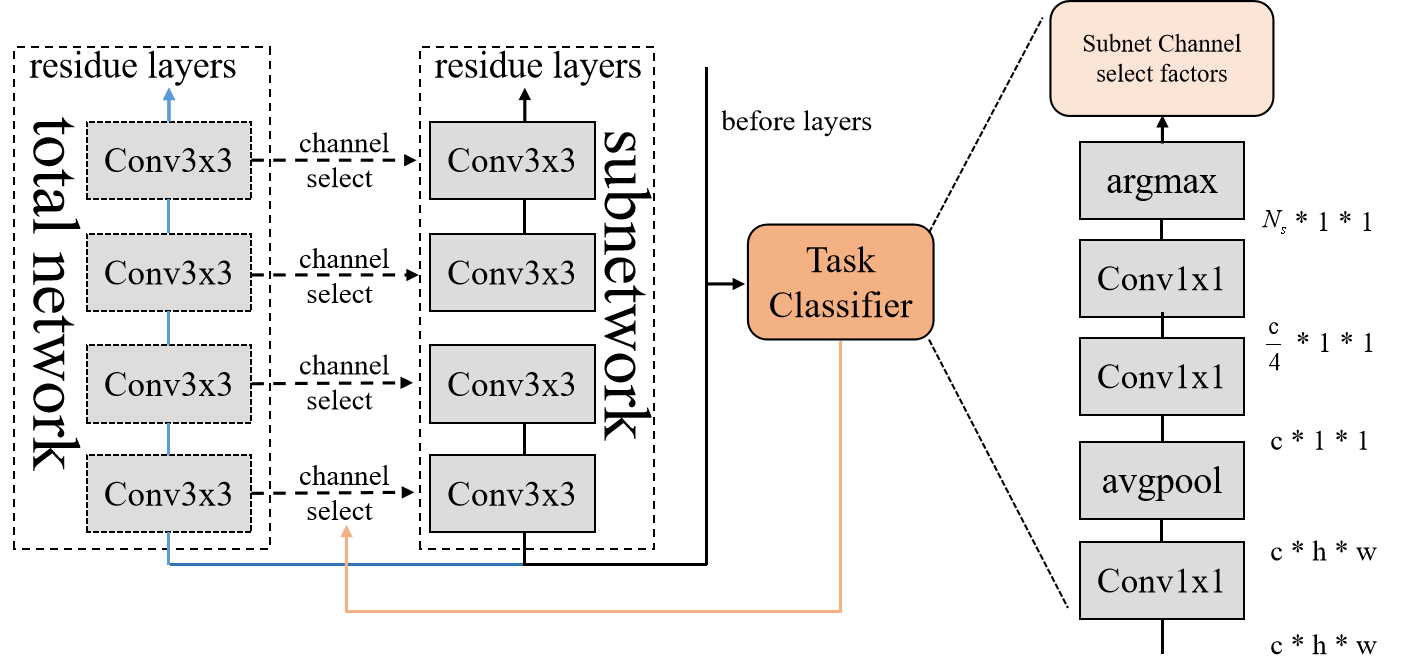 residue layers
total network
Conv3x3
Conv3x3
Conv3x3
Conv3x3
channel
select
channel
select
channel
select
channel
select
residue layers
subnetwork
Conv3x3
Conv3x3
Conv3x3
Conv3x3
before layers
Task
Classifier
Subnet Channel
select factors
argmax
N_s * 1 * 1
Conv1x1
c/4 * 1 * 1
Conv1x1
c * 1 * 1
avgpool
c * h * w
Conv1x1
c * h * w